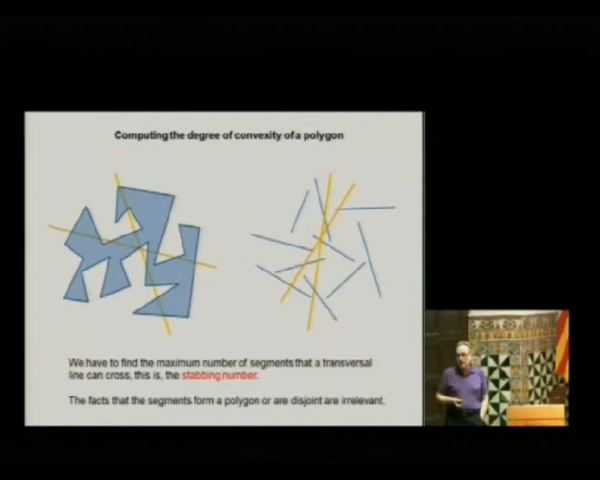 Computing the degree of convexity of a polygon
We have to find the maximum number of segments that a transversal
line can cross, this is, the stabbing number.
The facts that the segments form a polygon or are disjoint are irrelevant.